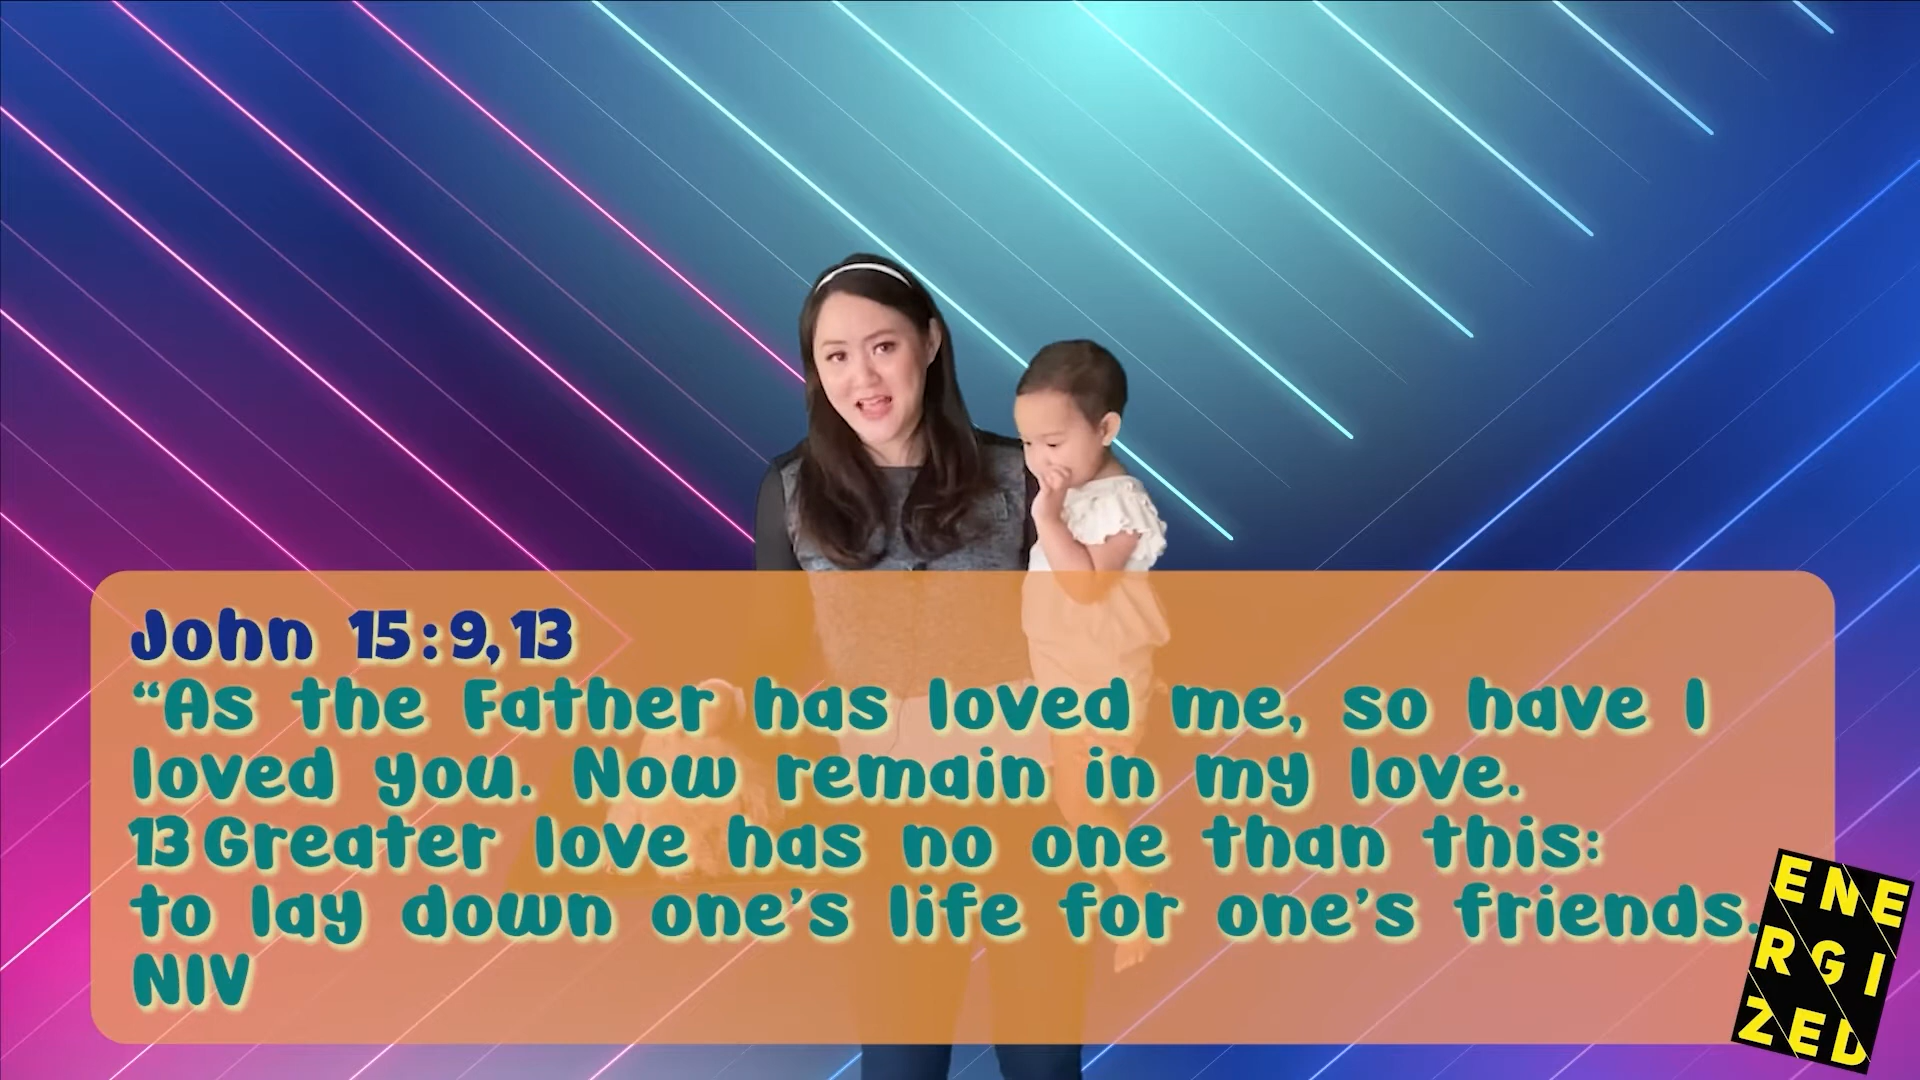 John 15:9,13
“As the Father has loved me, so have I
loved you. Now remain in my love.
13 Greater love has no one than this:
to lay down one’s life for one’s friends.
NIV
ENE
RGI
ZED